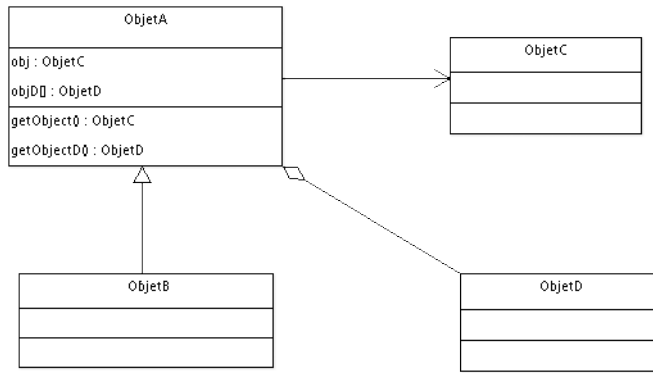 ObjetA
obj : ObjetC
objD[] : ObjetD
getObject() : ObjetC
getObjectD() : ObjetD
ObjetC
ObjetB
ObjetD